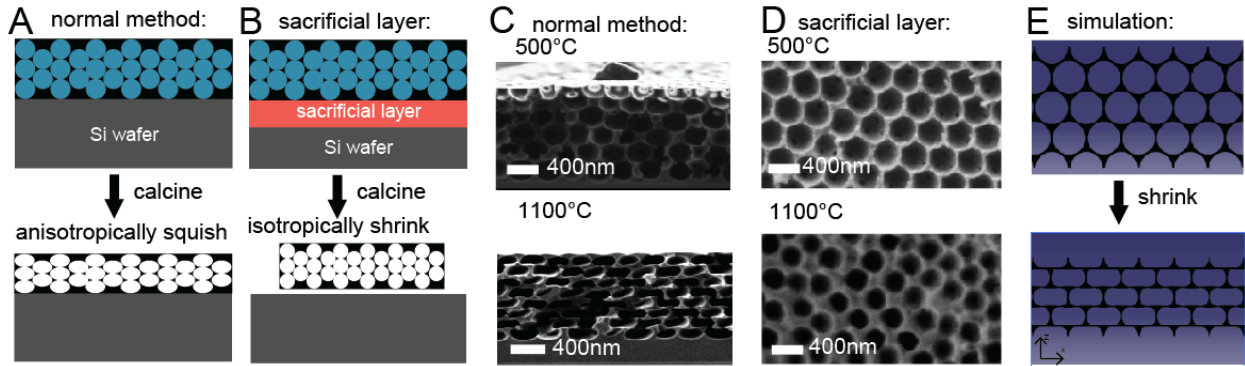 A
normal method:
Si wafer
calcine
anisotropically squish
B
sacrificial layer:
sacrificial layer
Si wafer
calcine
isotropically shrink
C
normal method:
500°C
400nm
1100°C
400nm
D
sacrificial layer:
500°C
400nm
1100°C
400nm
E
simulation:
shrink
z
x